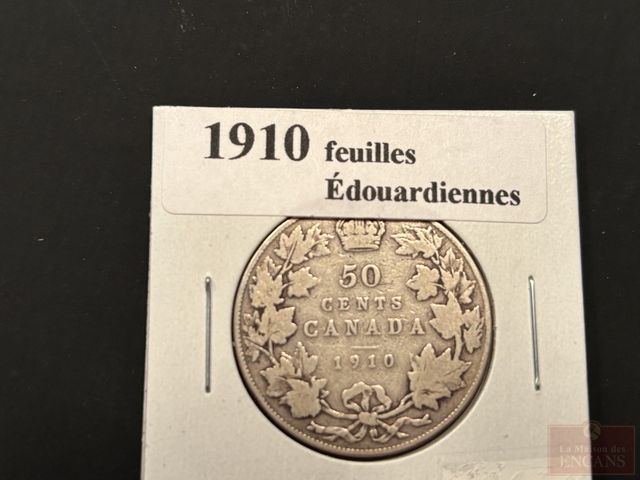 1910 feuilles
Édouardiennes
50
CENTS
CANADA
1910
La Maison des
ENCANS